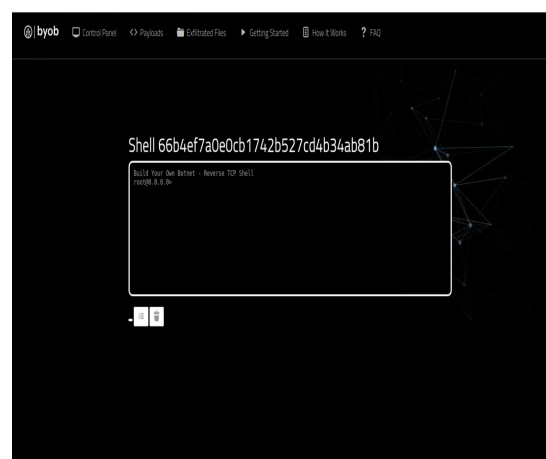 byob Control Panel Payloads Exfiltrated Files Getting Started How It Works FAQ
Shell 66b4ef7a0e0cb1742b527cd4b34ab81b
Build Your Own Botnet - Reverse TCP Shell
root@0.0.0.0>